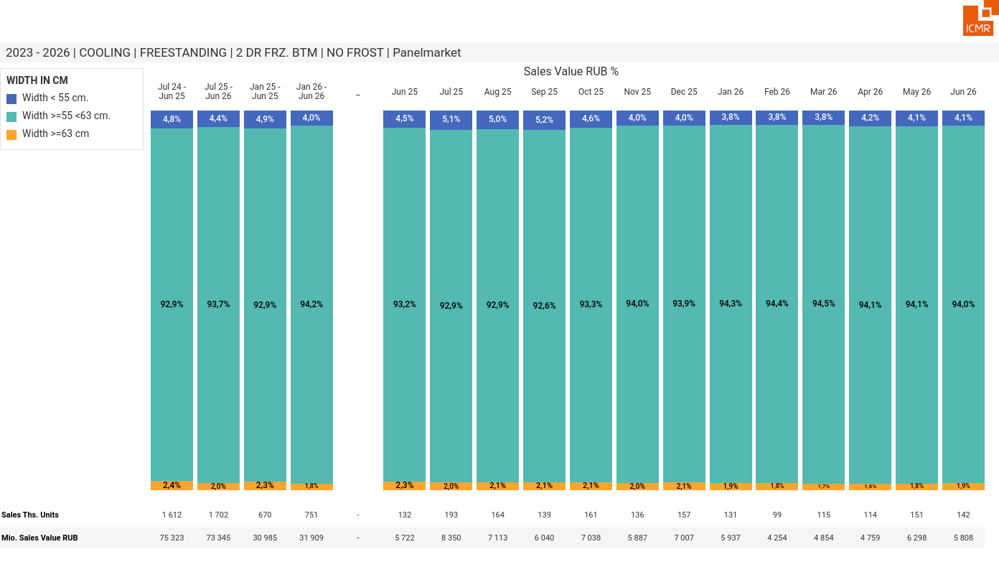 ICMR
2023 - 2026 | COOLING | FREESTANDING | 2 DR FRZ. BTM | NO FROST | Panelmarket
WIDTH IN CM
Width < 55 cm.
Width >=55 <63 cm.
Width >=63 cm
Sales Value RUB %
Jul 24 - Jun 25 Jul 25 - Jun 26 Jan 25 - Jun 25 Jan 26 - Jun 26 – Jun 25 Jul 25 Aug 25 Sep 25 Oct 25 Nov 25 Dec 25 Jan 26 Feb 26 Mar 26 Apr 26 May 26 Jun 26
4,8% 4,4% 4,9% 4,0% 4,5% 5,1% 5,0% 5,2% 4,6% 4,0% 4,0% 3,8% 3,8% 3,8% 4,2% 4,1% 4,1%
92,9% 93,7% 92,9% 94,2% 93,2% 92,9% 92,9% 92,6% 93,3% 94,0% 93,9% 94,3% 94,4% 94,5% 94,1% 94,1% 94,0%
2,4% 2,0% 2,3% 1,8% 2,3% 2,0% 2,1% 2,1% 2,1% 2,0% 2,1% 1,9% 1,8% 1,7% 1,6% 1,8% 1,9%
Sales Ths. Units 1 612 1 702 670 751 - 132 193 164 139 161 136 157 131 99 115 114 151 142
Mio. Sales Value RUB 75 323 73 345 30 985 31 909 - 5 722 8 350 7 113 6 040 7 038 5 887 7 007 5 937 4 254 4 854 4 759 6 298 5 808